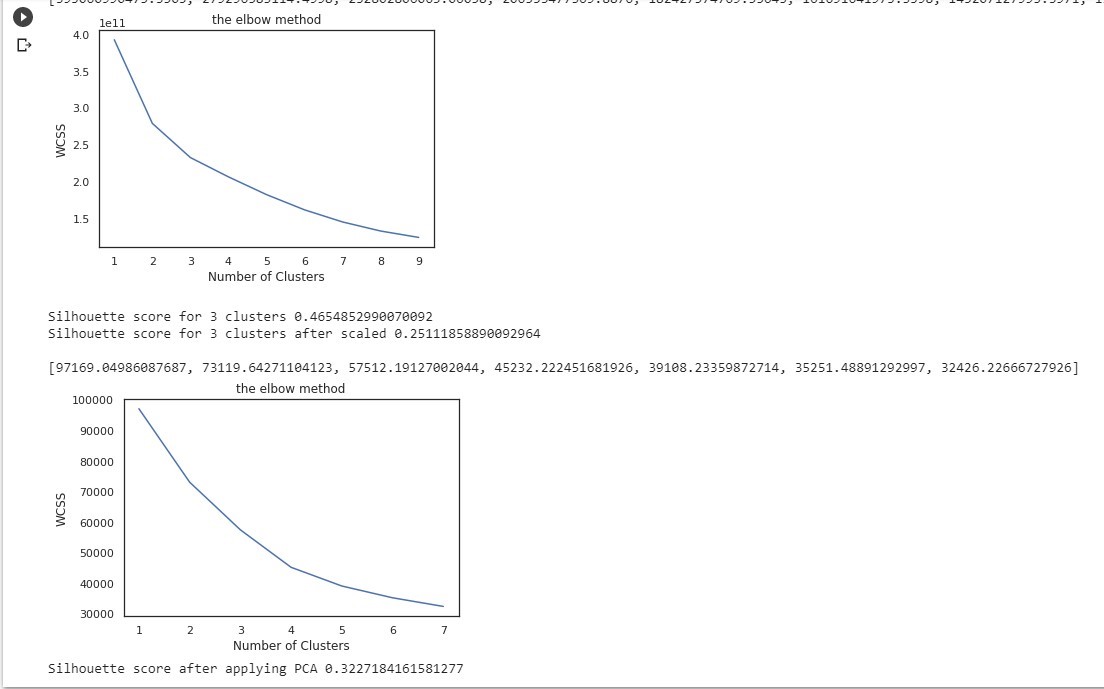 1e11
the elbow method
4.0
3.5
3.0
2.5
2.0
1.5
WCSS
1 2 3 4 5 6 7 8 9
Number of Clusters
Silhouette score for 3 clusters 0.4654852990070092
Silhouette score for 3 clusters after scaled 0.25111858890092964
[97169.04986087687, 73119.64271104123, 57512.19127002044, 45232.222451681926, 39108.23359872714, 35251.48891292997, 32426.22666727926]
the elbow method
100000
90000
80000
70000
60000
50000
40000
30000
WCSS
1 2 3 4 5 6 7
Number of Clusters
Silhouette score after applying PCA 0.3227184161581277